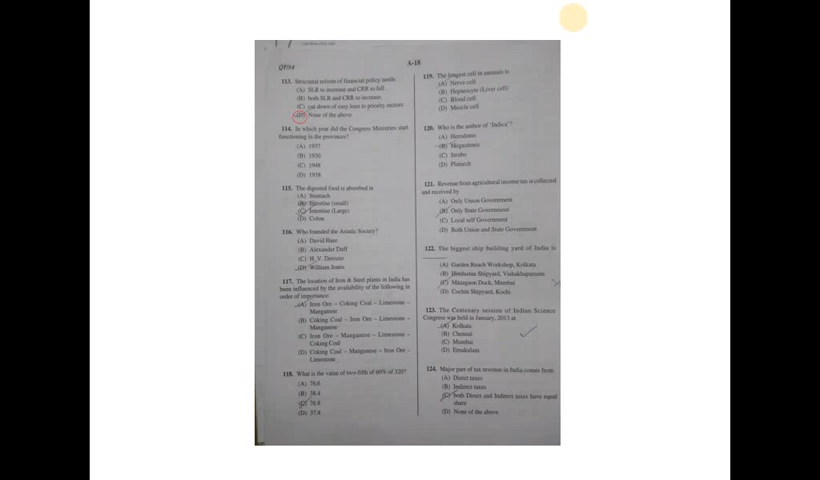 A-18
113. Structural reform of financial policy needs
(A) SLR to increase and CRR to fall
(B) both SLR and CRR to increase
(C) cut down of easy loan to priority sectors
(D) None of the above
114. In which year did the Congress Ministries start
functioning in the provinces?
(A) 1937
(B) 1930
(C) 1948
(D) 1938
115. The digested food is absorbed in
(A) Stomach
(B) Intestine (small)
(C) Intestine (Large)
(D) Colon
116. Who founded the Asiatic Society?
(A) David Hare
(B) Alexander Duff
(C) H. V. Derozio
(D) William Jones
117. The location of Iron & Steel plants in India has
been influenced by the availability of the following in
order of importance:
(A) Iron Ore – Coking Coal – Limestone –
Manganese
(B) Coking Coal – Iron Ore – Limestone –
Manganese
(C) Iron Ore – Manganese – Limestone –
Coking Coal
(D) Coking Coal – Manganese – Iron Ore –
Limestone
118. What is the value of two-fifth of 60% of 320?
(A) 76.6
(B) 38.4
(C) 76.8
(D) 37.4
119. The longest cell in animals is
(A) Nerve cell
(B) Hepatocyte (Liver cell)
(C) Blood cell
(D) Muscle cell
120. Who is the author of 'Indica'?
(A) Herodotus
(B) Megasthenes
(C) Strabo
(D) Plutarch
121. Revenue from agricultural income tax is collected
and received by
(A) Only Union Government
(B) Only State Government
(C) Local self Government
(D) Both Union and State Government
122. The biggest ship building yard of India is
(A) Garden Reach Workshop, Kolkata
(B) Hindustan Shipyard, Vishakhapatnam
(C) Mazagaon Dock, Mumbai
(D) Cochin Shipyard, Kochi
123. The Centenary session of Indian Science
Congress was held in January, 2013 at
(A) Kolkata
(B) Chennai
(C) Mumbai
(D) Ernakulam
124. Major part of tax revenue in India comes from:
(A) Direct taxes
(B) Indirect taxes
(C) both Direct and Indirect taxes have equal
share
(D) None of the above